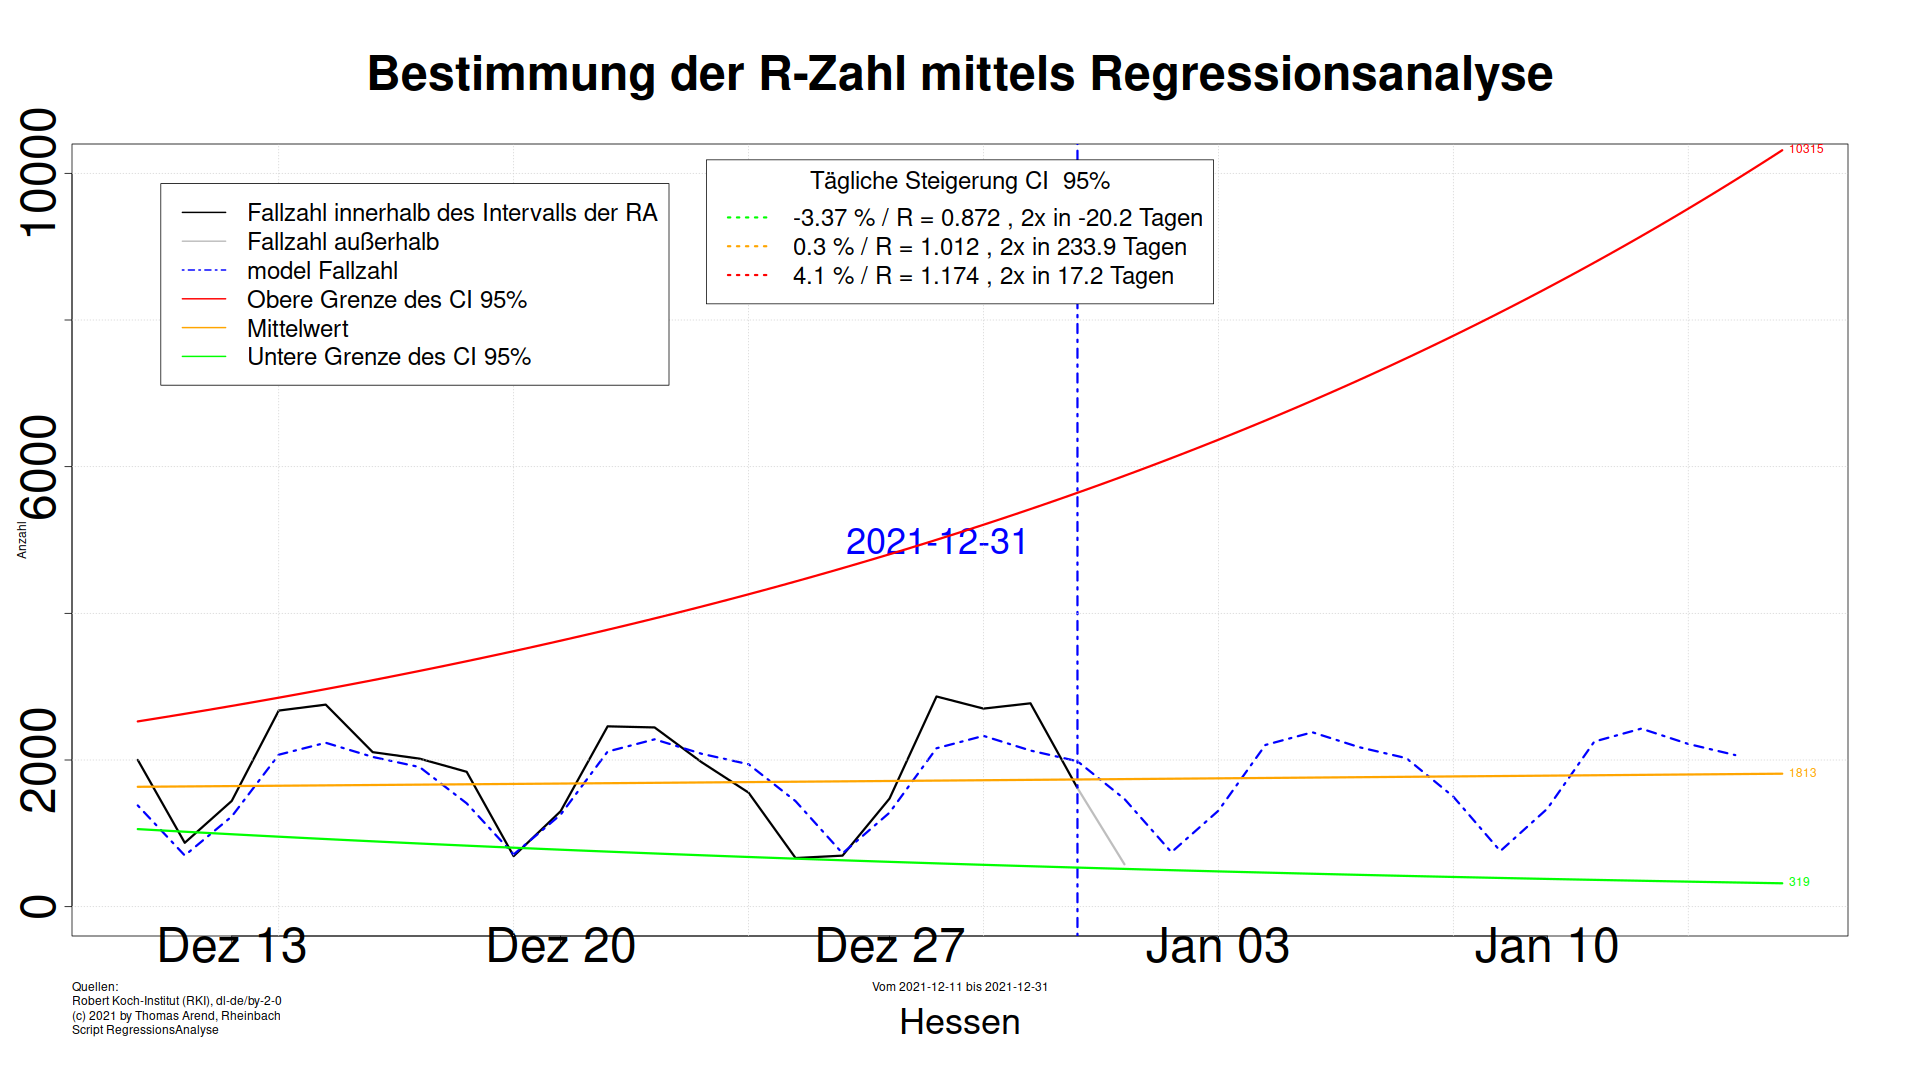 Bestimmung der R-Zahl mittels Regressionsanalyse
10000
6000
2000
0
Anzahl
Fallzahl innerhalb des Intervalls der RA
Fallzahl außerhalb
model Fallzahl
Obere Grenze des CI 95%
Mittelwert
Untere Grenze des CI 95%
Tägliche Steigerung CI  95%
-3.37 % / R = 0.872 , 2x in -20.2 Tagen
0.3 % / R = 1.012 , 2x in 233.9 Tagen
4.1 % / R = 1.174 , 2x in 17.2 Tagen
10315
2021-12-31
1813
319
Dez 13 Dez 20 Dez 27 Jan 03 Jan 10
Quellen:
Robert Koch-Institut (RKI), dl-de/by-2-0
(c) 2021 by Thomas Arend, Rheinbach
Script RegressionsAnalyse
Vom 2021-12-11 bis 2021-12-31
Hessen